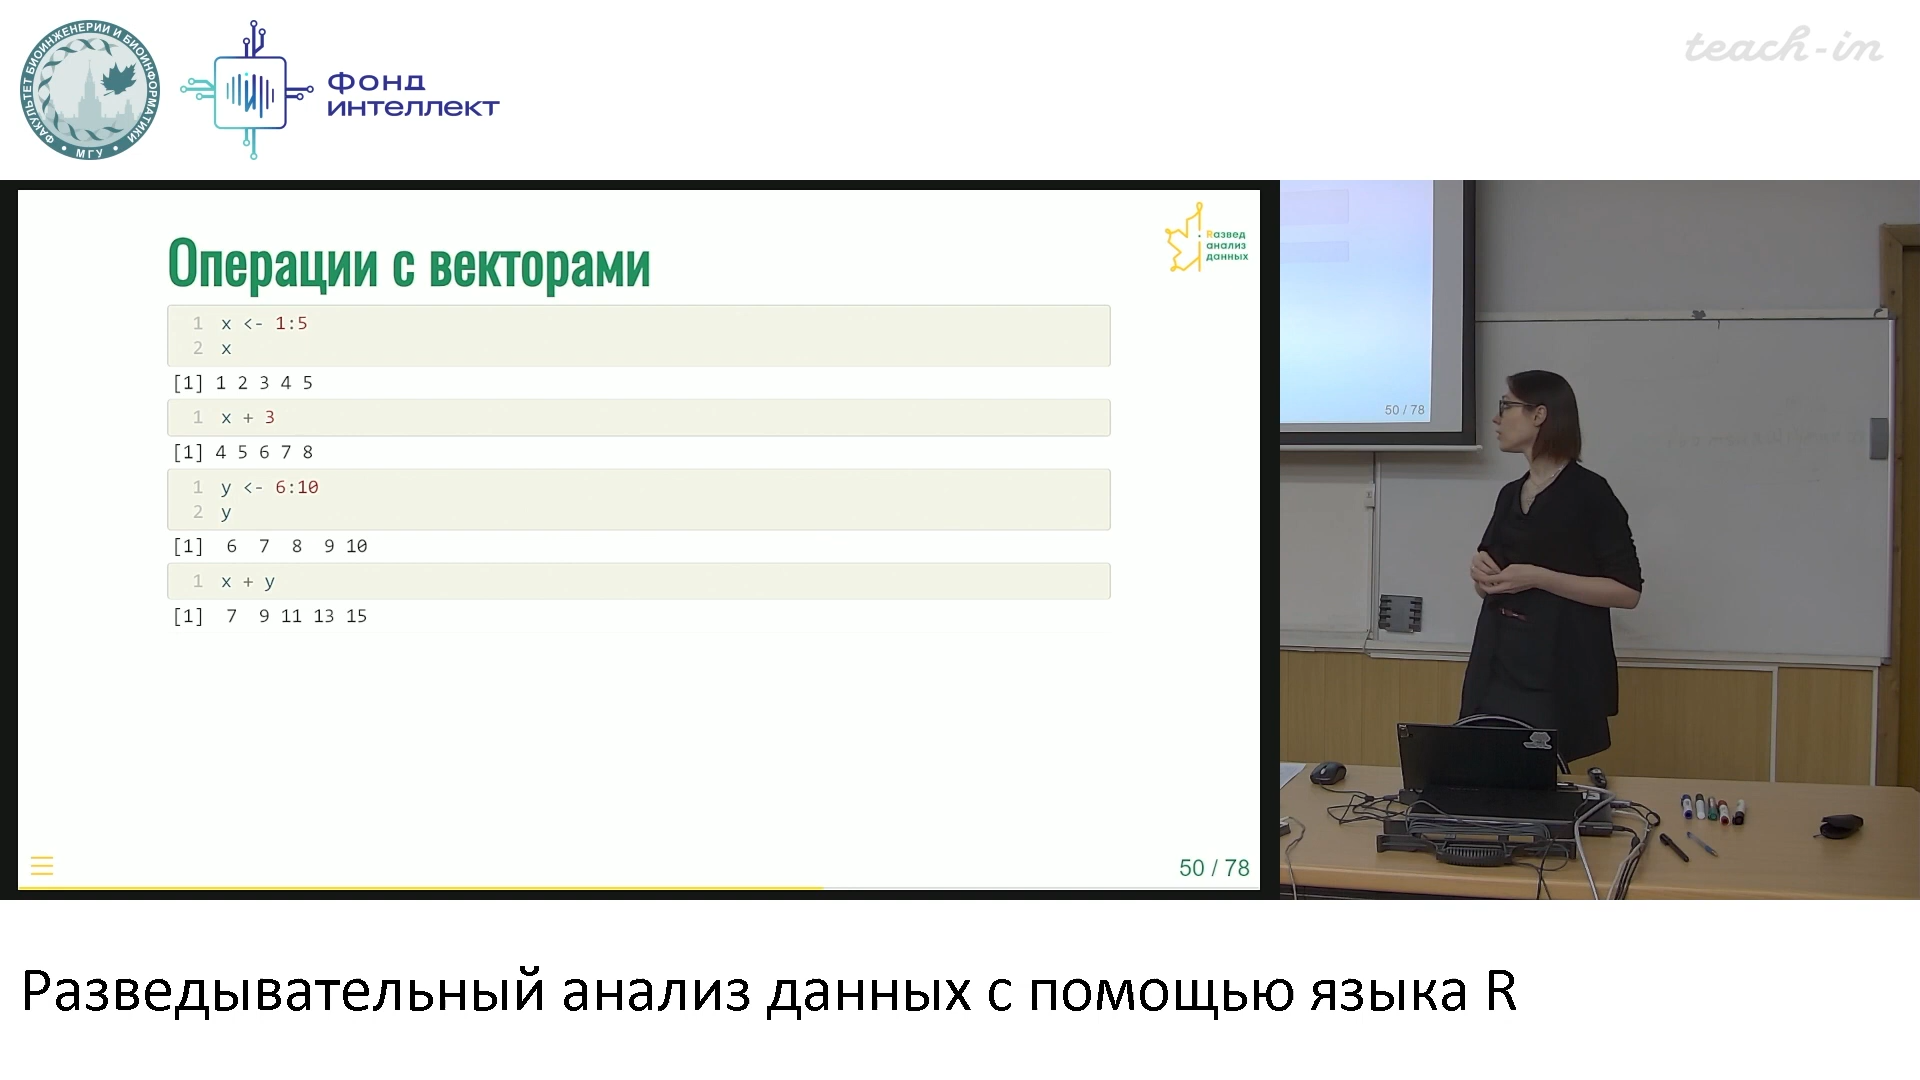 ФАКУЛЬТЕТ БИОИНЖЕНЕРИИ И БИОИНФОРМАТИКИ
МГУ
ФОНД
ИНТЕЛЛЕКТ
teach-in
Операции с векторами
Rазвед
анализ
данных
1 x <- 1:5
2 x
[1] 1 2 3 4 5
1 x + 3
[1] 4 5 6 7 8
1 y <- 6:10
2 y
[1] 6 7 8 9 10
1 x + y
[1] 7 9 11 13 15
50 / 78
50 / 78
Разведывательный анализ данных с помощью языка R